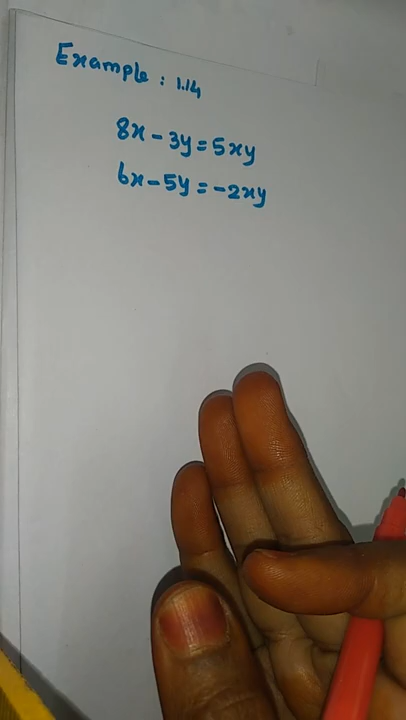 Example : 1.14
8x - 3y = 5xy
6x - 5y = -2xy